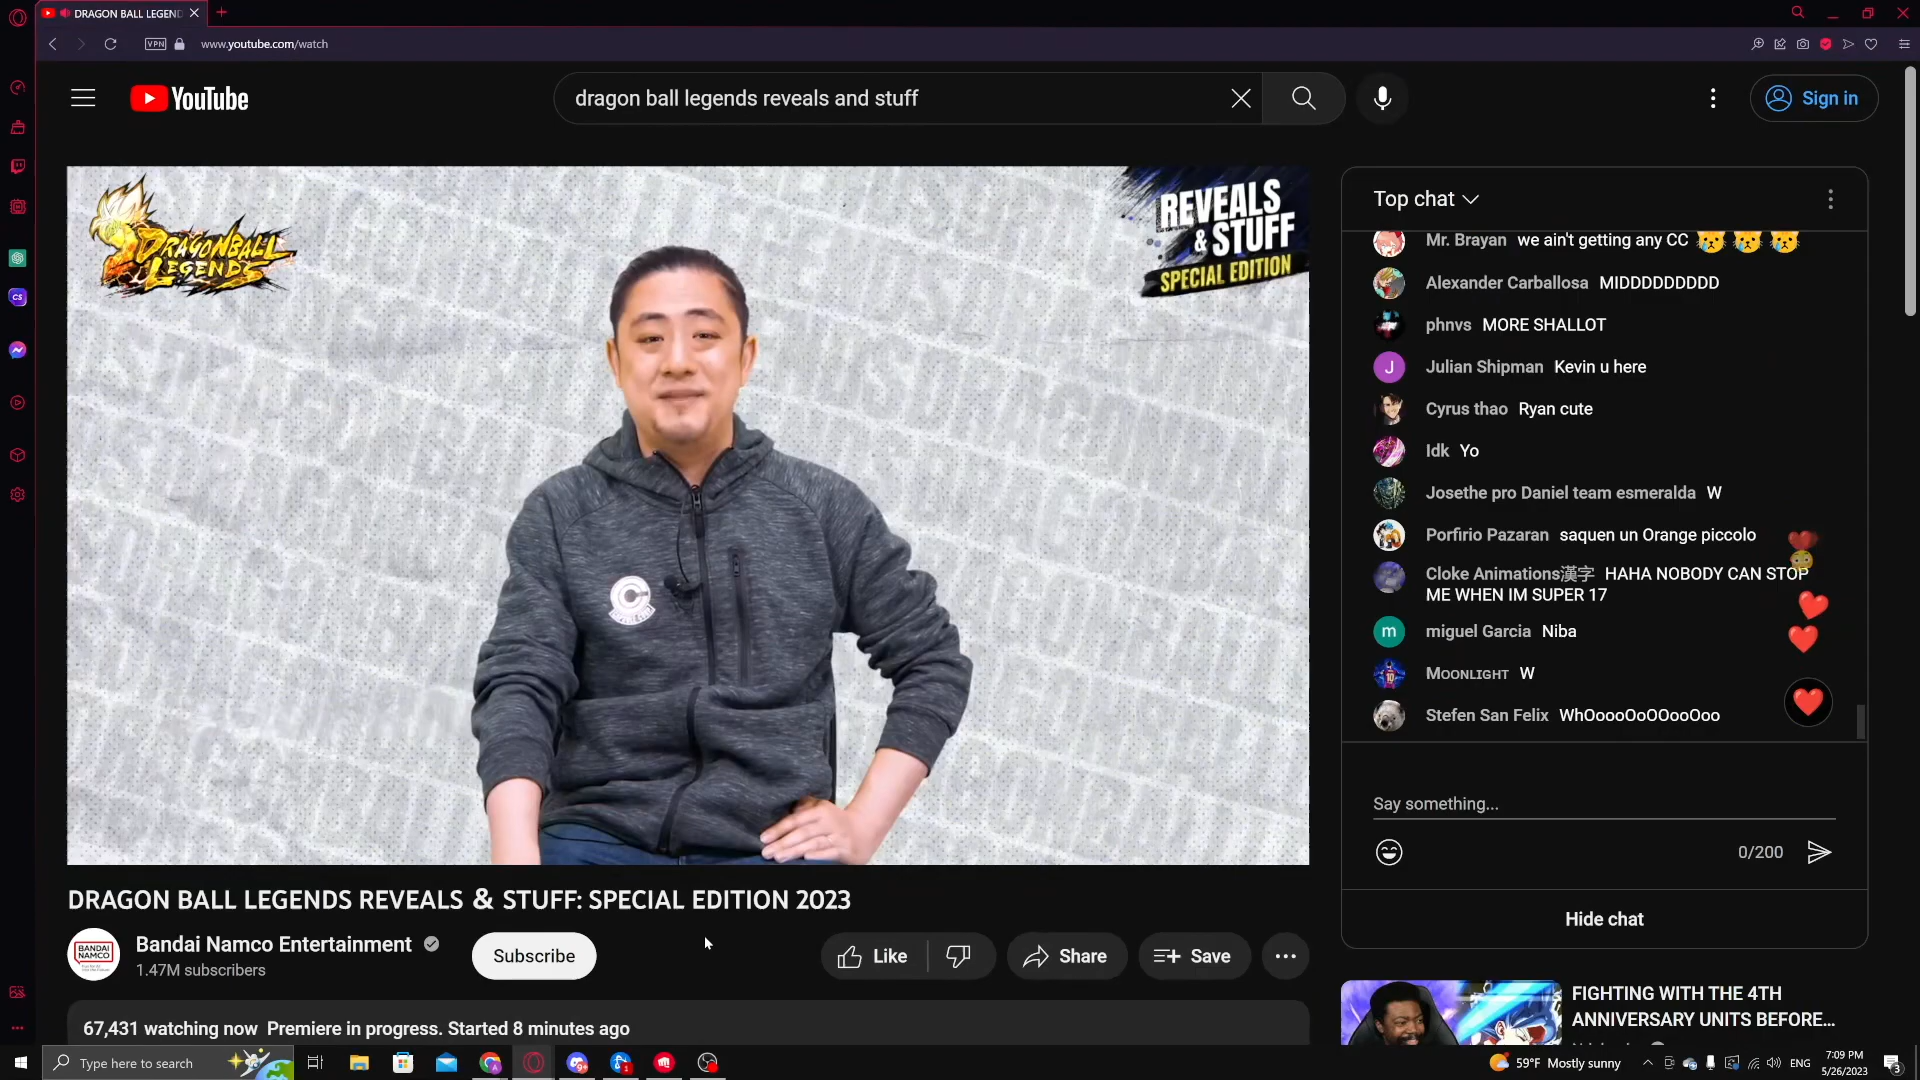 DRAGON BALL LEGEND
VPN
www.youtube.com/watch
YouTube
dragon ball legends reveals and stuff
Sign in
DRAGONBALL
LEGENDS
REVEALS
& STUFF
SPECIAL EDITION
Top chat
Mr. Brayan we ain't getting any CC
Alexander Carballosa MIDDDDDDDDD
phnvs MORE SHALLOT
J
Julian Shipman Kevin u here
Cyrus thao Ryan cute
Idk Yo
Josethe pro Daniel team esmeralda W
Porfirio Pazaran saquen un Orange piccolo
Cloke Animations漢字 HAHA NOBODY CAN STOP
ME WHEN IM SUPER 17
m
miguel Garcia Niba
MOONLIGHT W
Stefen San Felix WhOoooOoOOooOoo
Say something...
0/200
Hide chat
DRAGON BALL LEGENDS REVEALS & STUFF: SPECIAL EDITION 2023
BANDAI
NAMCO
Bandai Namco Entertainment
1.47M subscribers
Subscribe
Like
Share
Save
67,431 watching now Premiere in progress. Started 8 minutes ago
FIGHTING WITH THE 4TH
ANNIVERSARY UNITS BEFORE...
Type here to search
59°F Mostly sunny
ENG
7:09 PM
5/26/2023
3